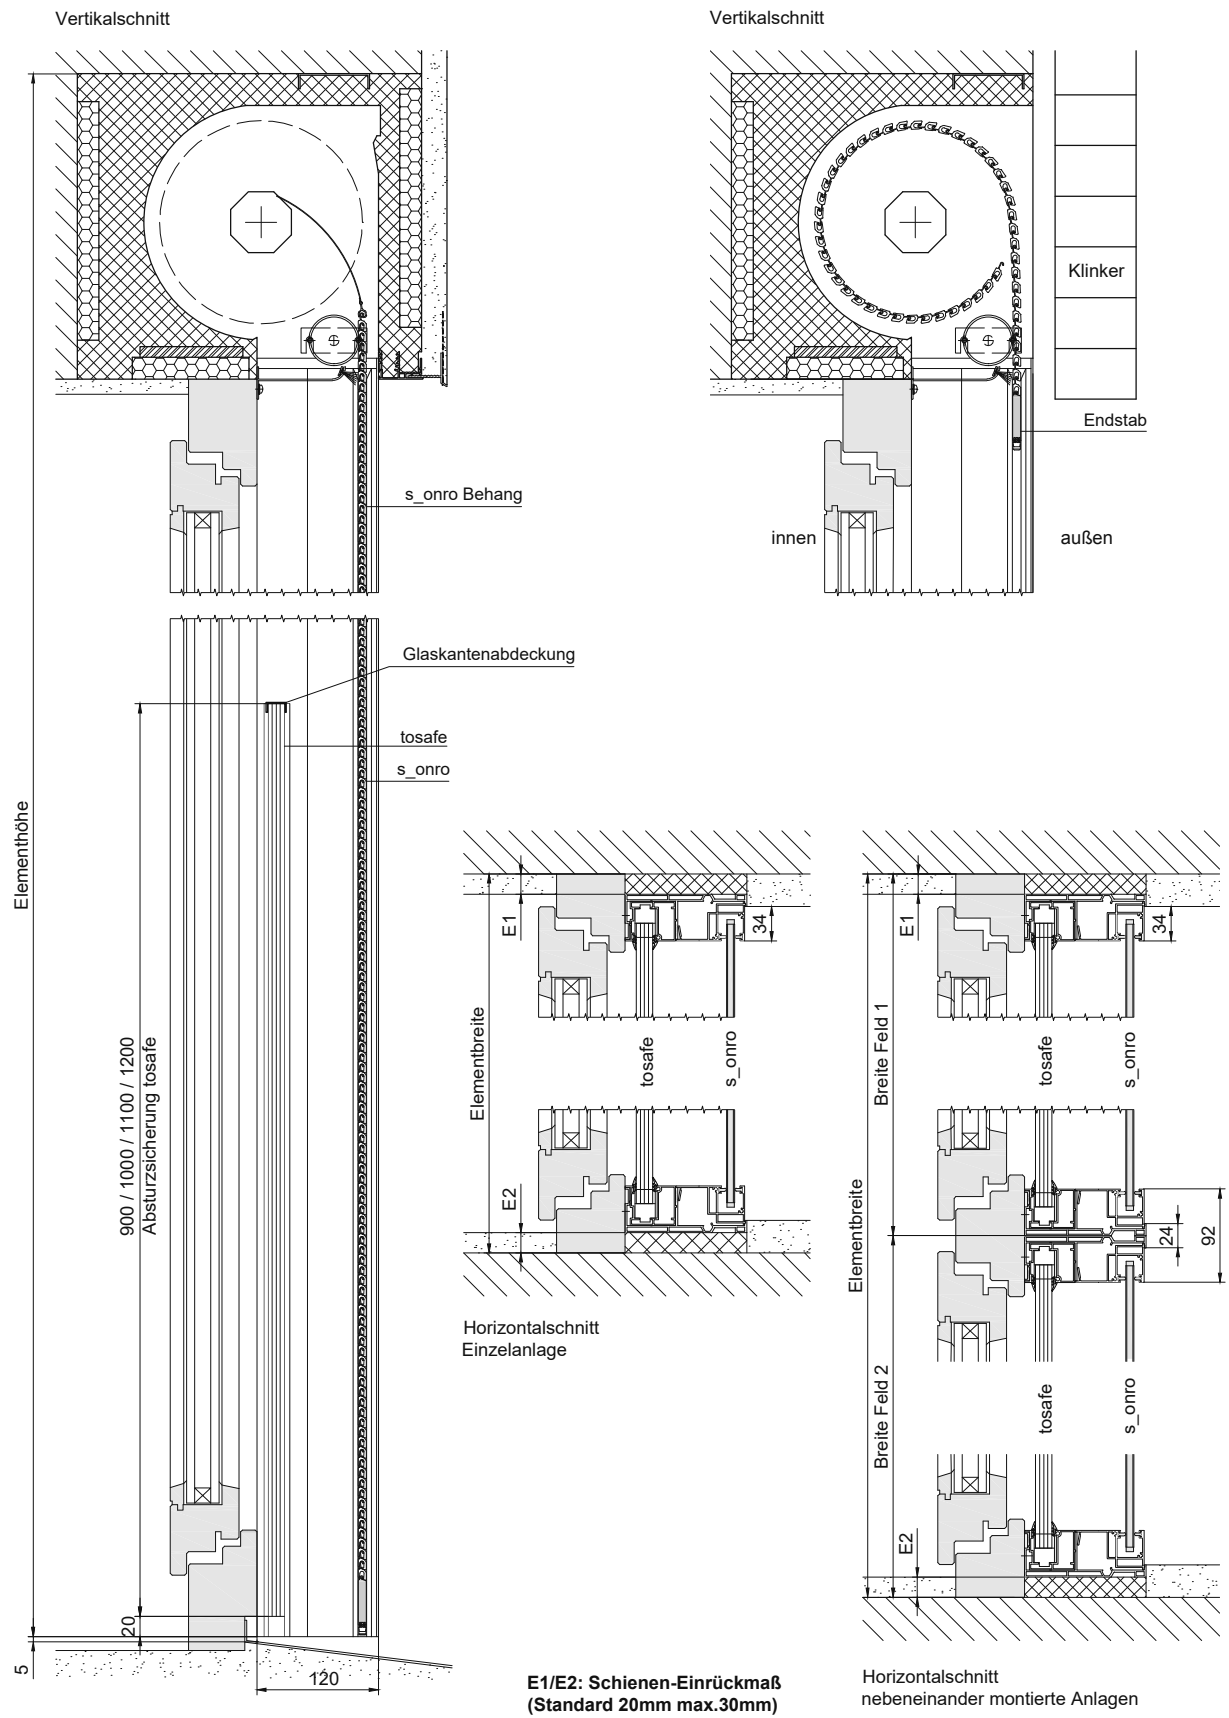 Vertikalschnitt
Vertikalschnitt
Klinker
Endstab
s_onro Behang
innen
außen
Glaskantenabdeckung
tosafe
s_onro
Elementhöhe
900 / 1000 / 1100 / 1200
Absturzsicherung tosafe
20
5
120
E1
34
Elementbreite
tosafe
s_onro
E2
Horizontalschnitt
Einzelanlage
E1
34
Breite Feld 1
tosafe
s_onro
Elementbreite
24
92
Breite Feld 2
tosafe
s_onro
E2
E1/E2: Schienen-Einrückmaß
(Standard 20mm max.30mm)
Horizontalschnitt
nebeneinander montierte Anlagen